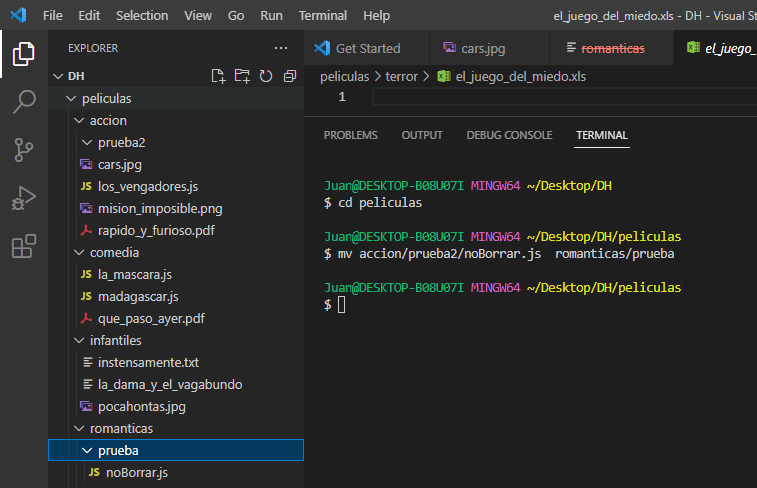 File Edit Selection View Go Run Terminal Help el_juego_del_miedo.xls - DH - Visual St
EXPLORER
DH
peliculas
accion
prueba2
cars.jpg
JS los_vengadores.js
mision_imposible.png
rapido_y_furioso.pdf
comedia
JS la_mascara.js
JS madagascar.js
que_paso_ayer.pdf
infantiles
instensamente.txt
la_dama_y_el_vagabundo
pocahontas.jpg
romanticas
prueba
JS noBorrar.js
Get Started cars.jpg romanticas el_juego_
peliculas > terror > el_juego_del_miedo.xls
1
PROBLEMS OUTPUT DEBUG CONSOLE TERMINAL
Juan@DESKTOP-B08U07I MINGW64 ~/Desktop/DH
$ cd peliculas
Juan@DESKTOP-B08U07I MINGW64 ~/Desktop/DH/peliculas
$ mv accion/prueba2/noBorrar.js  romanticas/prueba
Juan@DESKTOP-B08U07I MINGW64 ~/Desktop/DH/peliculas
$